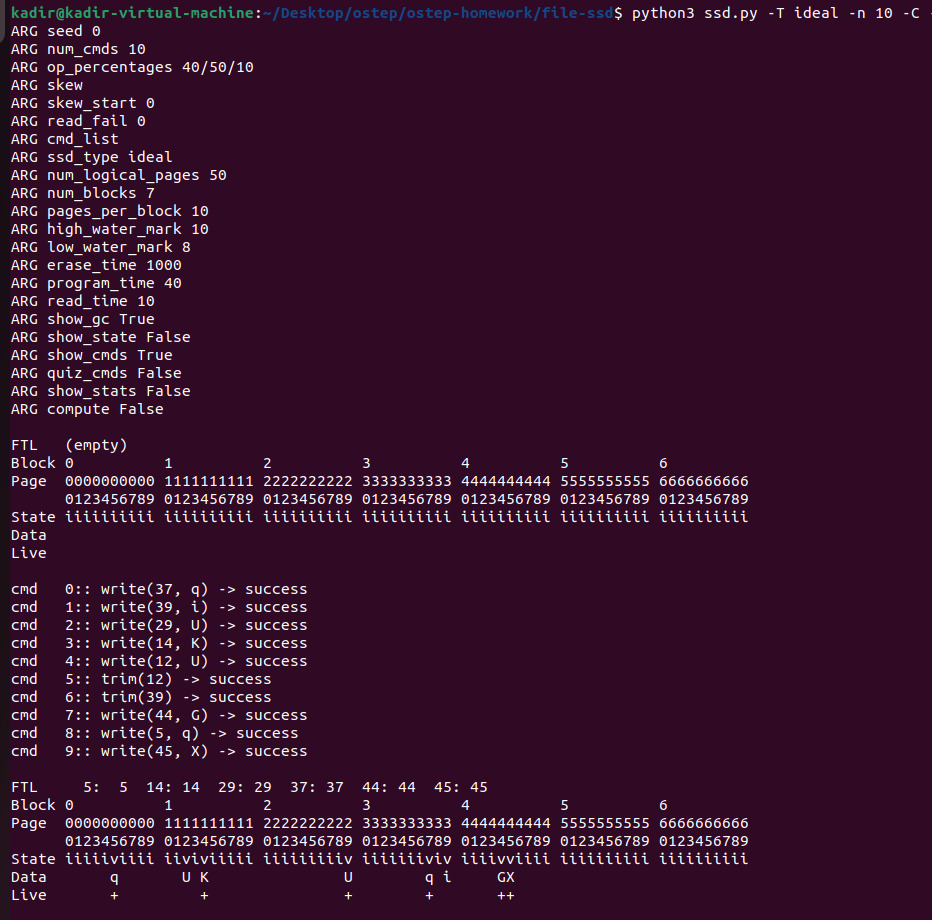 kadir@kadir-virtual-machine:~/Desktop/ostep/ostep-homework/file-ssd$ python3 ssd.py -T ideal -n 10 -C
ARG seed 0
ARG num_cmds 10
ARG op_percentages 40/50/10
ARG skew
ARG skew_start 0
ARG read_fail 0
ARG cmd_list
ARG ssd_type ideal
ARG num_logical_pages 50
ARG num_blocks 7
ARG pages_per_block 10
ARG high_water_mark 10
ARG low_water_mark 8
ARG erase_time 1000
ARG program_time 40
ARG read_time 10
ARG show_gc True
ARG show_state False
ARG show_cmds True
ARG quiz_cmds False
ARG show_stats False
ARG compute False

FTL   (empty)
Block 0          1          2          3          4          5          6
Page  0000000000 1111111111 2222222222 3333333333 4444444444 5555555555 6666666666
      0123456789 0123456789 0123456789 0123456789 0123456789 0123456789 0123456789
State iiiiiiiiii iiiiiiiiii iiiiiiiiii iiiiiiiiii iiiiiiiiii iiiiiiiiii iiiiiiiiii
Data
Live

cmd   0:: write(37, q) -> success
cmd   1:: write(39, i) -> success
cmd   2:: write(29, U) -> success
cmd   3:: write(14, K) -> success
cmd   4:: write(12, U) -> success
cmd   5:: trim(12) -> success
cmd   6:: trim(39) -> success
cmd   7:: write(44, G) -> success
cmd   8:: write(5, q) -> success
cmd   9:: write(45, X) -> success

FTL     5:  5  14: 14  29: 29  37: 37  44: 44  45: 45
Block 0          1          2          3          4          5          6
Page  0000000000 1111111111 2222222222 3333333333 4444444444 5555555555 6666666666
      0123456789 0123456789 0123456789 0123456789 0123456789 0123456789 0123456789
State iiiiiviiii iiviviiiii iiiiiiiiiv iiiiiiiviv iiiivviiii iiiiiiiiii iiiiiiiiii
Data       q       U K               U        q i     GX
Live       +         +               +        +       ++